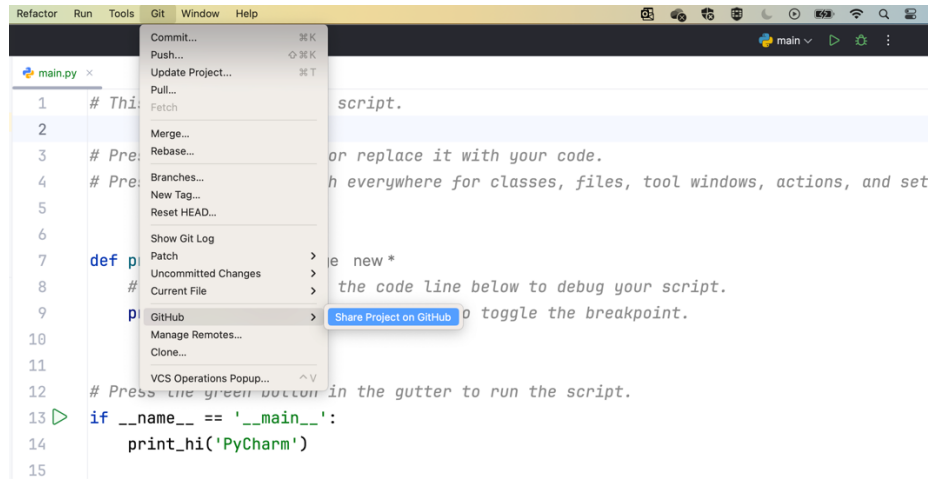 Refactor Run Tools Git Window Help
main
main.py ×
Commit... ⌘K
Push... ⇧⌘K
Update Project... ⌘T
Pull...
Fetch
Merge...
Rebase...
Branches...
New Tag...
Reset HEAD...
Show Git Log
Patch
Uncommitted Changes
Current File
GitHub
Share Project on GitHub
Manage Remotes...
Clone...
VCS Operations Popup... ^V
1 # This script.
2
3 # Pre or replace it with your code.
4 # Pre h everywhere for classes, files, tool windows, actions, and set
5
6
7 def p e new *
8 # the code line below to debug your script.
9 p o toggle the breakpoint.
10
11
12 # Press the green button in the gutter to run the script.
13 if __name__ == '__main__':
14 print_hi('PyCharm')
15